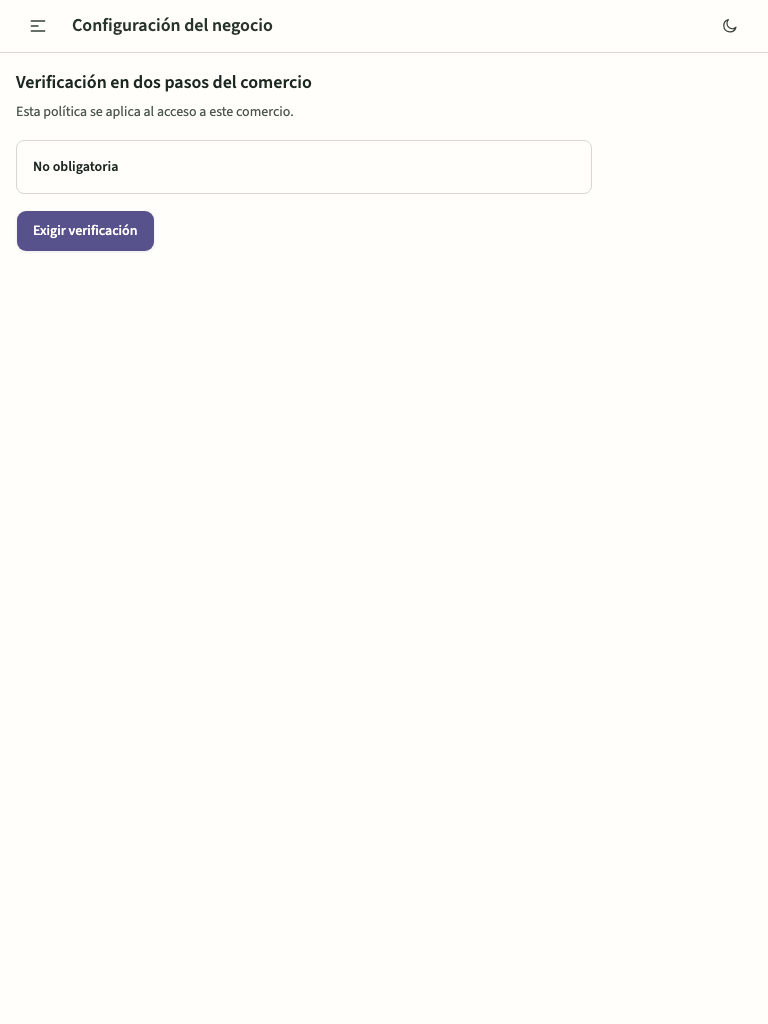 Configuración del negocio
Verificación en dos pasos del comercio
Esta política se aplica al acceso a este comercio.
No obligatoria
Exigir verificación